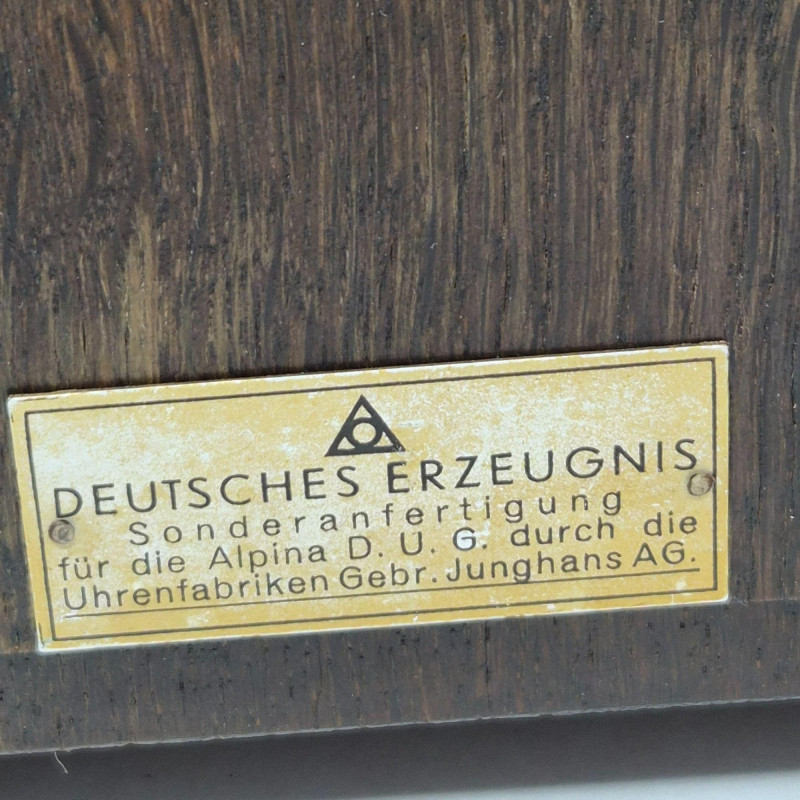 DEUTSCHES ERZEUGNIS
Sonderanfertigung
für die Alpina D. U. G. durch die
Uhrenfabriken Gebr. Junghans AG.